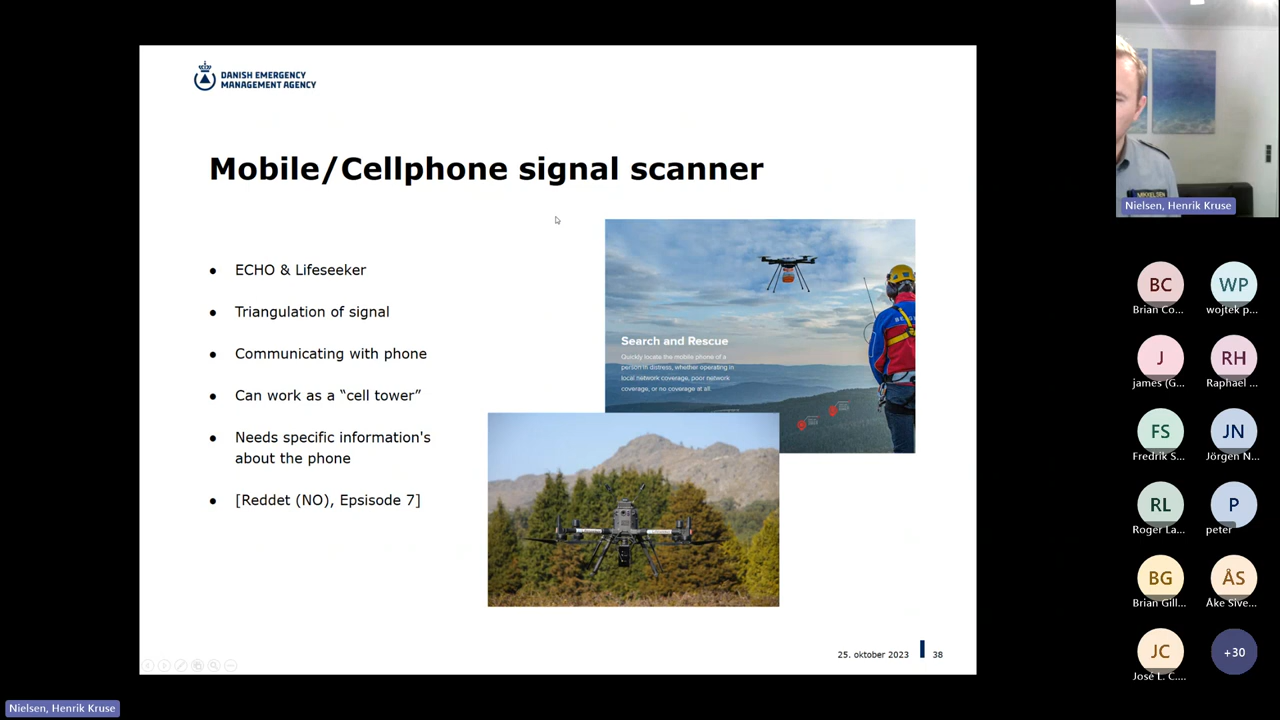 DANISH EMERGENCY
MANAGEMENT AGENCY
Mobile/Cellphone signal scanner
● ECHO & Lifeseeker
● Triangulation of signal
● Communicating with phone
● Can work as a “cell tower”
● Needs specific information's
about the phone
● [Reddet (NO), Epsisode 7]
Search and Rescue
Quickly locate the mobile phone of a
person in distress, whether operating in
local network coverage, poor network
coverage, or no coverage at all.
25. oktober 2023
38
MIKKELSEN
Nielsen, Henrik Kruse
BC
WP
Brian Co...
wojtek p...
J
RH
james (G...
Raphael ...
FS
JN
Fredrik S...
Jörgen N...
RL
P
Roger La...
peter
BG
ÅS
Brian Gill...
Åke Sive...
JC
+30
José L. C....
Nielsen, Henrik Kruse